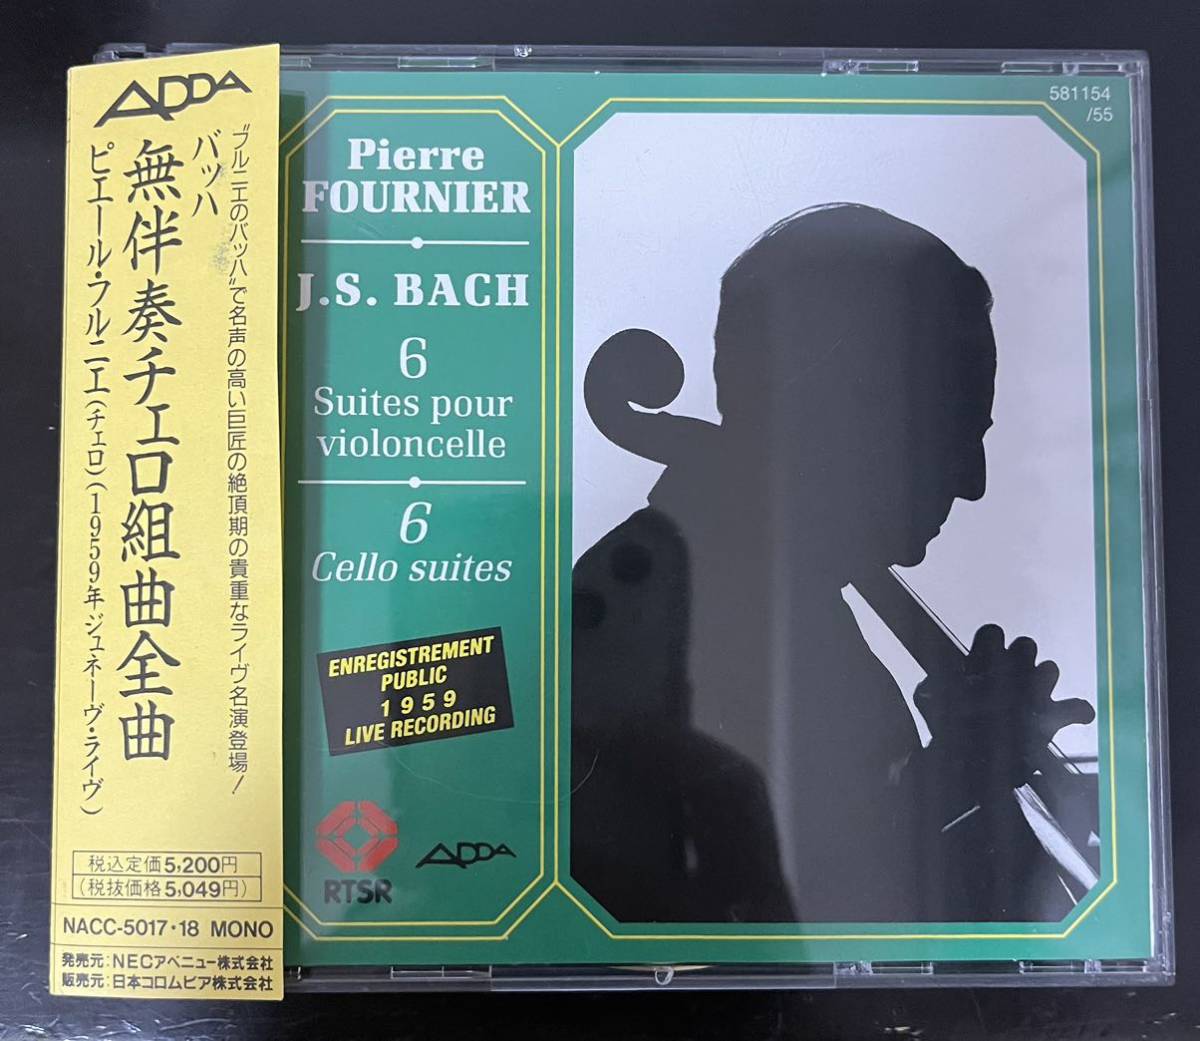 ADDA
"フルニエのバッハ"で名声の高い巨匠の絶頂期の貴重なライヴ名演登場!
バッハ
無伴奏チェロ組曲全曲
ピエール・フルニエ(チェロ)(1959年ジュネーヴ・ライヴ)
税込定価5,200円
(税抜価格5,049円)
NACC-5017・18 MONO
発売元:NECアベニュー株式会社
販売元:日本コロムビア株式会社
581154
/55
Pierre
FOURNIER
J.S. BACH
6
Suites pour
violoncelle
6
Cello suites
ENREGISTREMENT
PUBLIC
1959
LIVE RECORDING
RTSR
ADDA